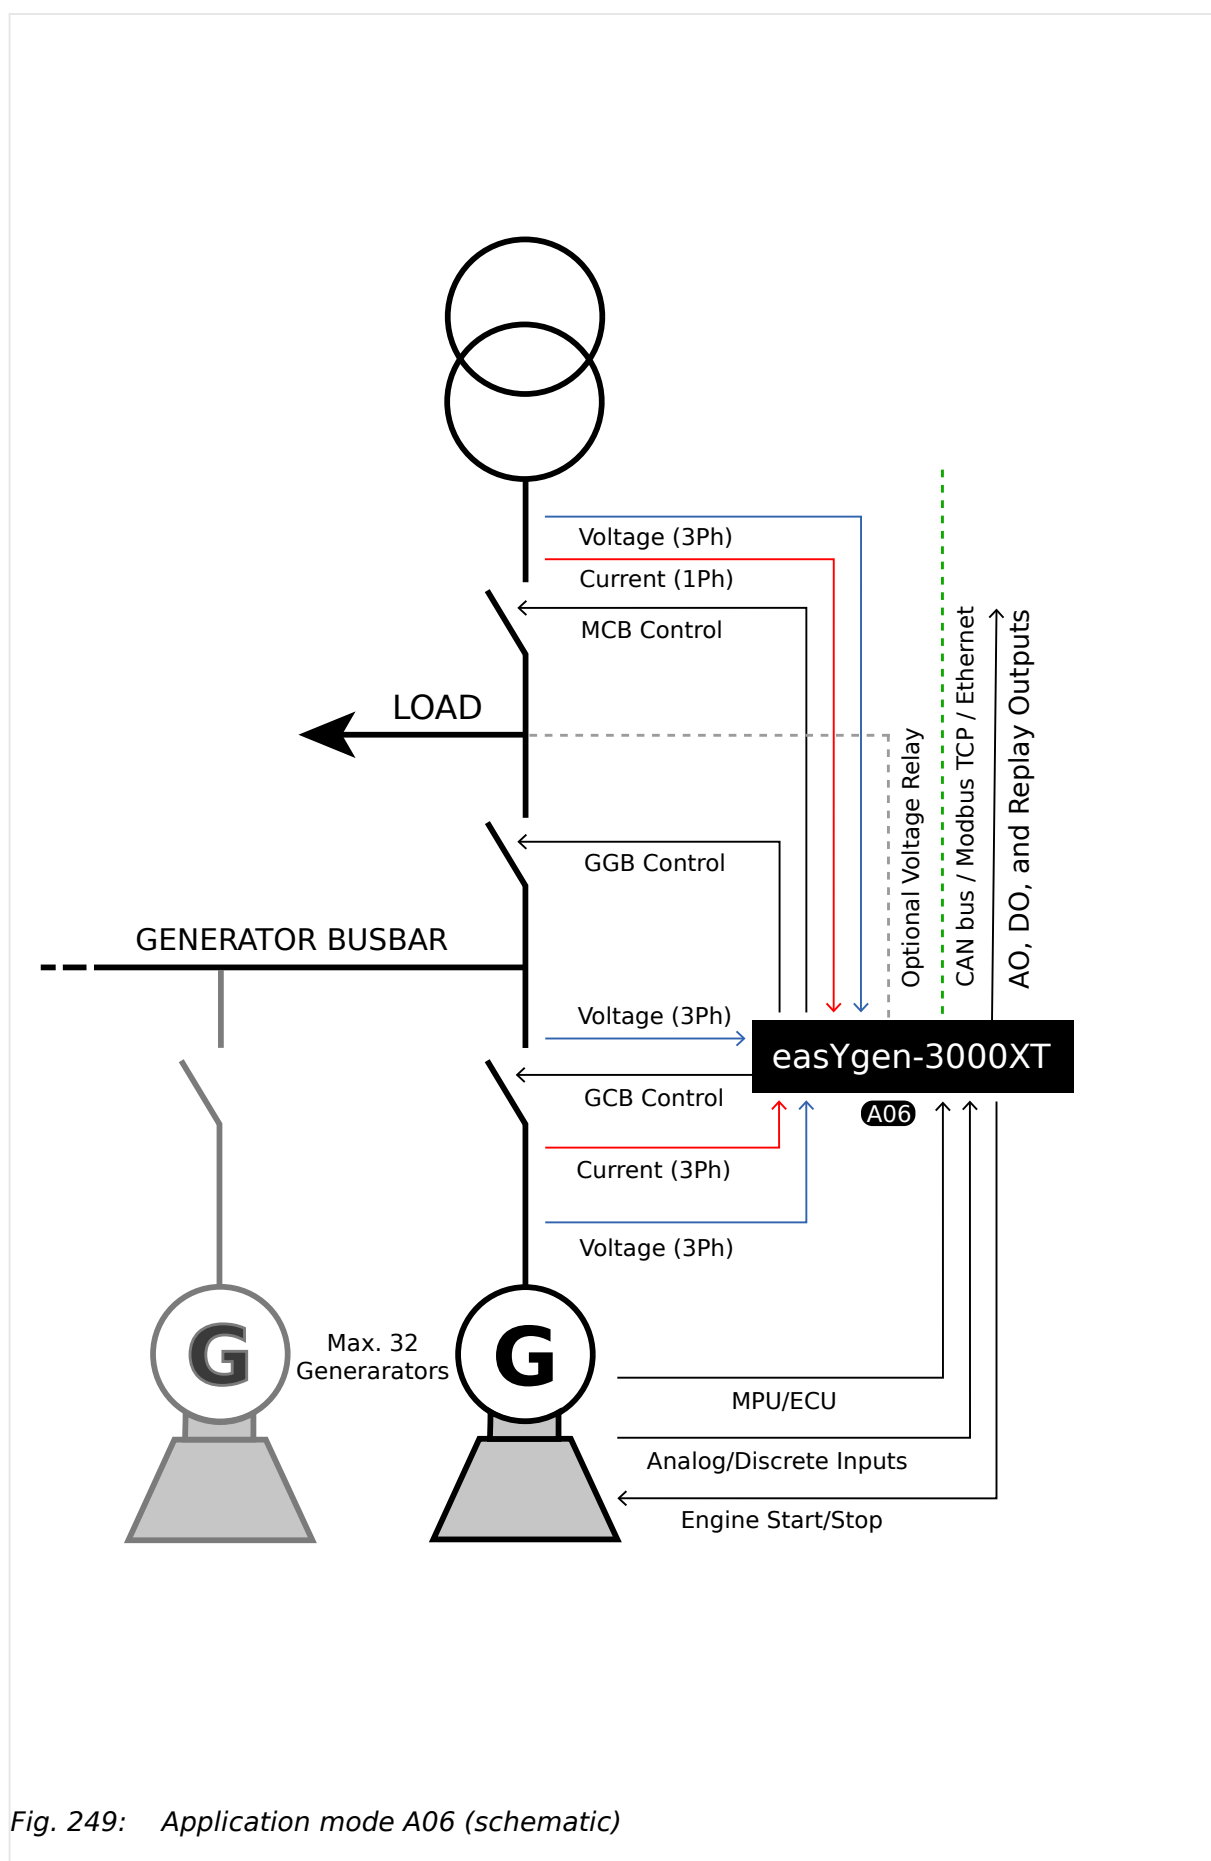 Voltage (3Ph)
Current (1Ph)
MCB Control
LOAD
GGB Control
Optional Voltage Relay
CAN bus / Modbus TCP / Ethernet
AO, DO, and Replay Outputs
GENERATOR BUSBAR
Voltage (3Ph)
easYgen-3000XT
A06
GCB Control
Current (3Ph)
Voltage (3Ph)
G
Max. 32
Generarators
G
MPU/ECU
Analog/Discrete Inputs
Engine Start/Stop
Fig. 249: Application mode A06 (schematic)